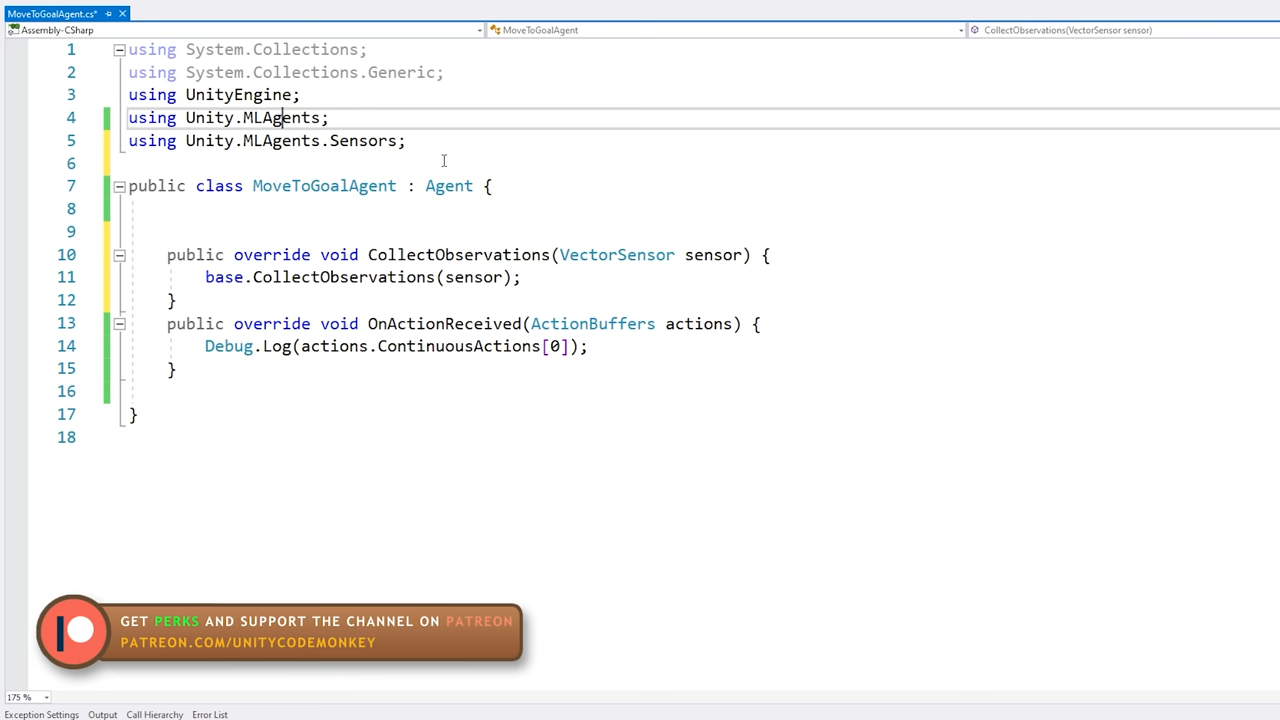 MoveToGoalAgent.cs*
Assembly-CSharp MoveToGoalAgent CollectObservations(VectorSensor sensor)
1 using System.Collections;
2 using System.Collections.Generic;
3 using UnityEngine;
4 using Unity.MLAgents;
5 using Unity.MLAgents.Sensors;
6
7 public class MoveToGoalAgent : Agent {
8
9
10 public override void CollectObservations(VectorSensor sensor) {
11 base.CollectObservations(sensor);
12 }
13 public override void OnActionReceived(ActionBuffers actions) {
14 Debug.Log(actions.ContinuousActions[0]);
15 }
16
17 }
18
GET PERKS AND SUPPORT THE CHANNEL ON PATREON
PATREON.COM/UNITYCODEMONKEY
175 %
Exception Settings Output Call Hierarchy Error List